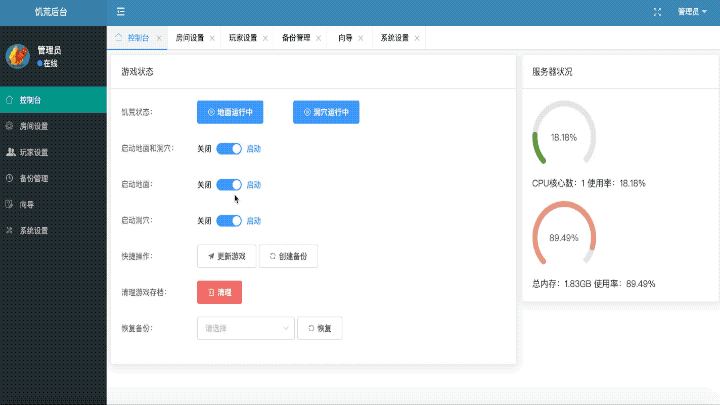 饥荒后台
管理员
控制台
房间设置
玩家设置
备份管理
向导
系统设置
管理员
在线
控制台
房间设置
玩家设置
备份管理
向导
系统设置
游戏状态
饥荒状态:
地面运行中
洞穴运行中
启动地面和洞穴:
关闭
启动
启动地面:
关闭
启动
启动洞穴:
关闭
启动
快捷操作:
更新游戏
创建备份
清理游戏存档:
清理
恢复备份:
请选择
恢复
服务器状况
18.18%
CPU核心数: 1 使用率: 18.18%
89.49%
总内存: 1.83GB 使用率: 89.49%